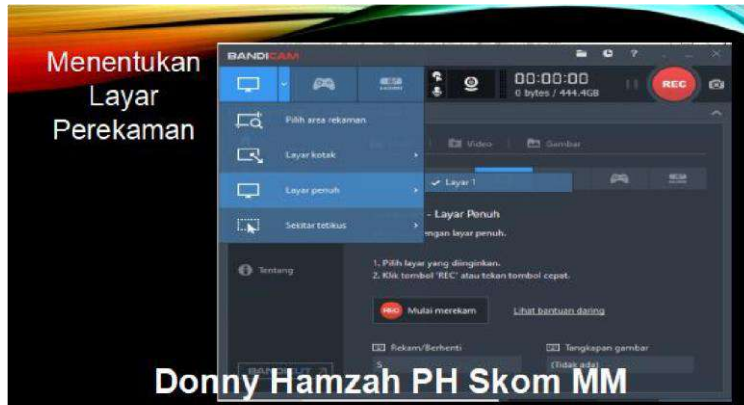 Menentukan
Layar
Perekaman
BANDICAM
00:00:00
0 bytes / 444.4GB
REC
Pilih area rekaman
Layar kotak
Layar penuh
Sekitar tetikus
Video
Gambar
Layar 1
- Layar Penuh
engan layar penuh.
1. Pilih layar yang diinginkan.
2. Klik tombol 'REC' atau tekan tombol cepat.
Tentang
REC Mulai merekam
Lihat bantuan daring
Rekam/Berhenti
Tangkapan gambar
S
(Tidak ada)
BANDICUT
Donny Hamzah PH Skom MM